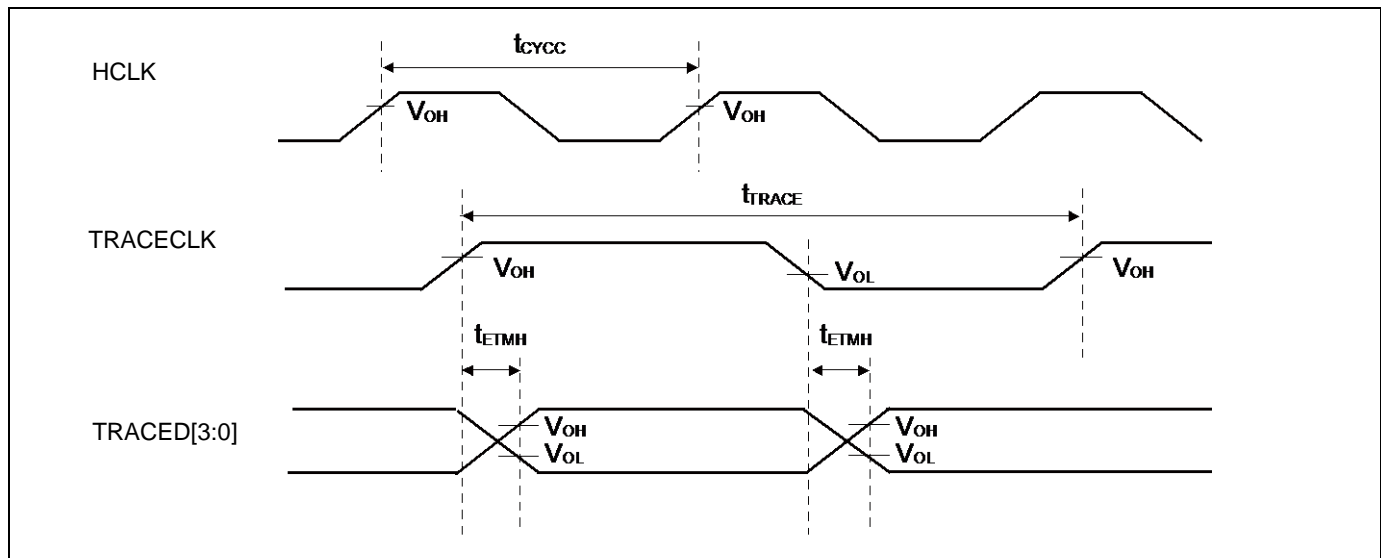 tCYCC
HCLK
VOH
VOH
tTRACE
TRACECLK
VOH
VOL
VOH
tETMH
tETMH
TRACED[3:0]
VOH
VOH
VOL
VOL